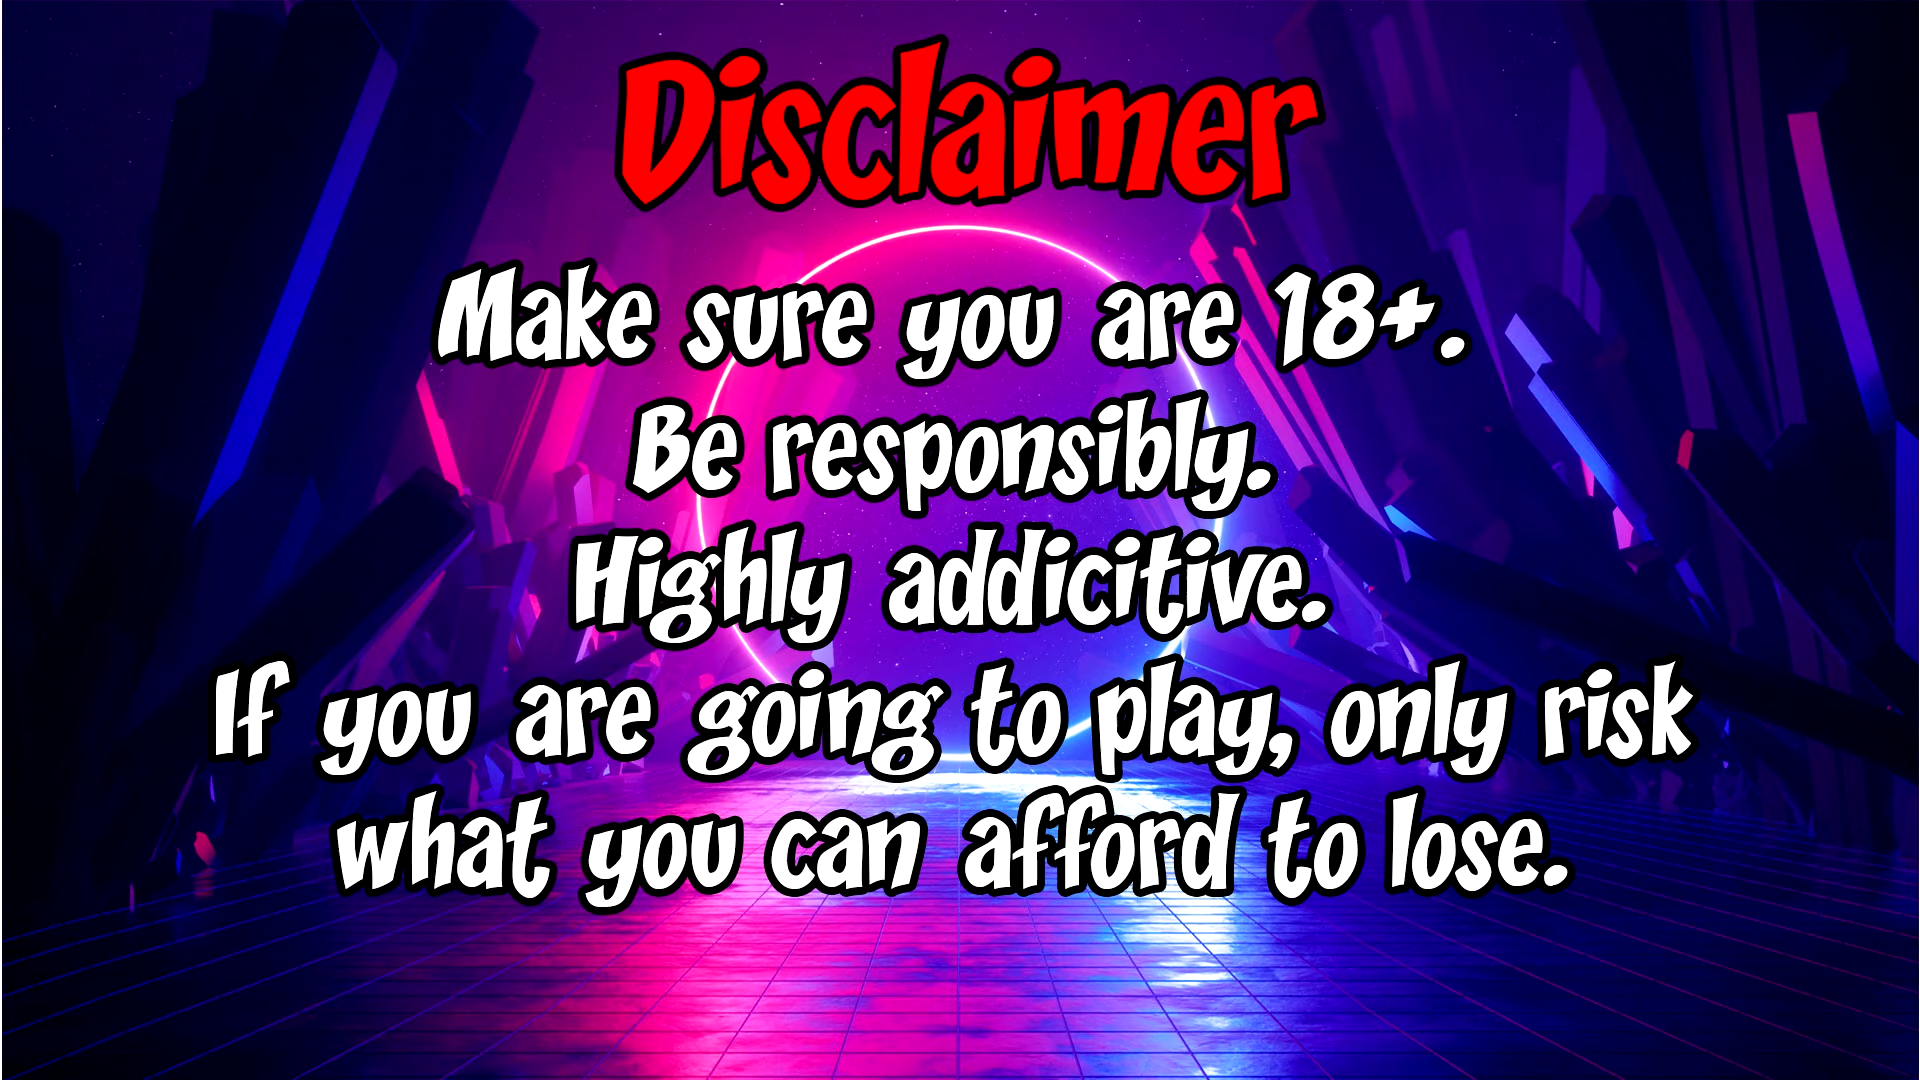 Disclaimer
Make sure you are 18+.
Be responsibly.
Highly addicitive.
If you are going to play, only risk
what you can afford to lose.